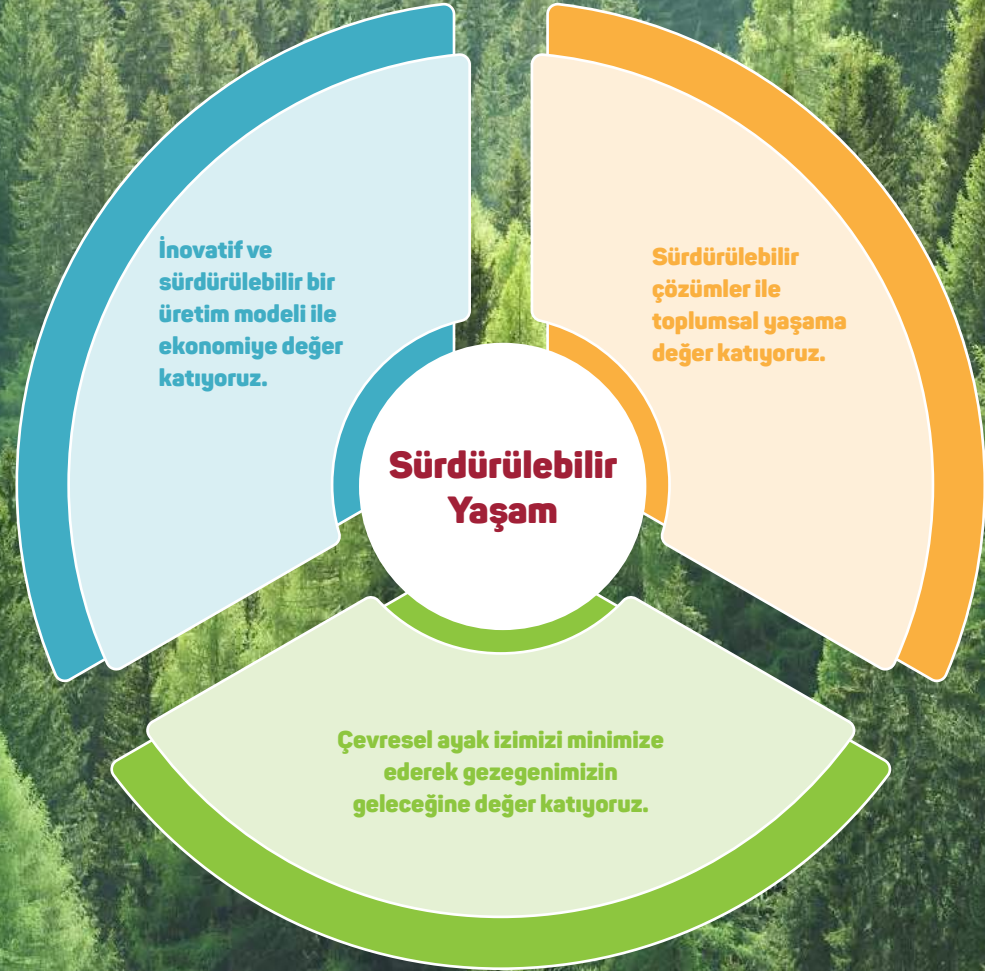 İnovatif ve
sürdürülebilir bir
üretim modeli ile
ekonomiye değer
katıyoruz.
Sürdürülebilir
çözümler ile
toplumsal yaşama
değer katıyoruz.
Sürdürülebilir
Yaşam
Çevresel ayak izimizi minimize
ederek gezegenimizin
geleceğine değer katıyoruz.